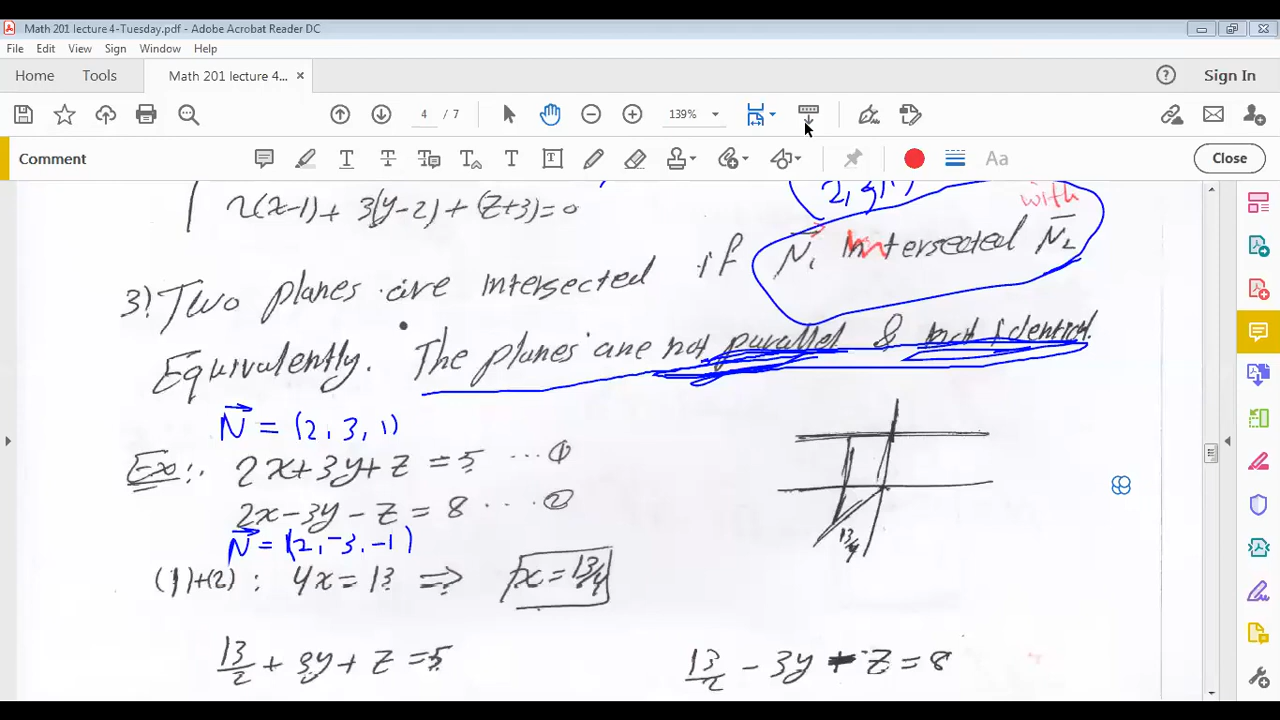 Math 201 lecture 4-Tuesday.pdf - Adobe Acrobat Reader DC
File Edit View Sign Window Help
Home Tools Math 201 lecture 4... × Sign In
4 / 7 139%
Comment Close
2(x-1) + 3(y-2) + (z+3)=0
2, 3, 1)
with
3) Two planes are intersected if N⃗₁ intersected N⃗₂
Equivalently. The planes are not parallel & not identical.
N⃗ = (2, 3, 1)
Ex:. 2x+3y+z = 5 ... ①
2x-3y-z = 8 ... ②
N⃗ = (2, -3, -1)
(1)+(2) : 4x = 13 ⇒ x = 13/4
13/4
13/2 + 3y + z = 5 13/2 - 3y - z = 8